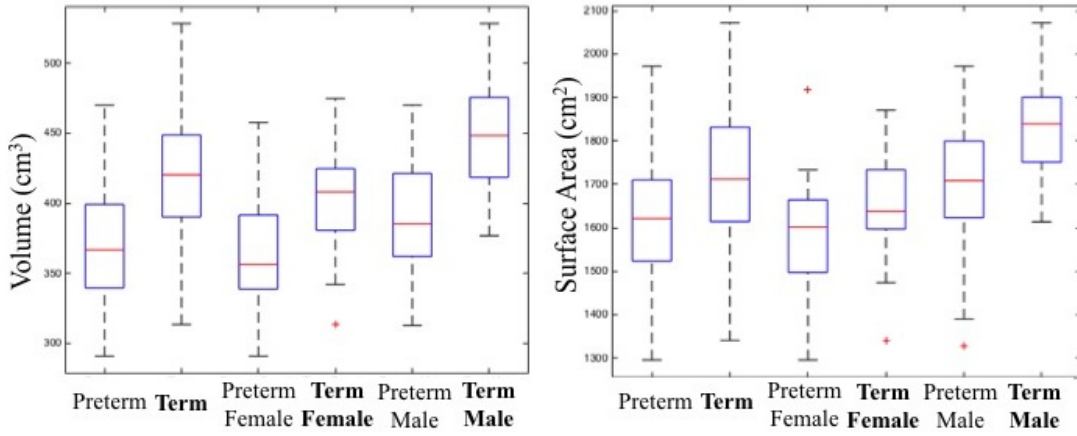 Volume (cm³)
500
450
400
350
300
Preterm
Term
Preterm
Female
Term
Female
Preterm
Male
Term
Male
Surface Area (cm²)
2100
2000
1900
1800
1700
1600
1500
1400
1300
Preterm
Term
Preterm
Female
Term
Female
Preterm
Male
Term
Male